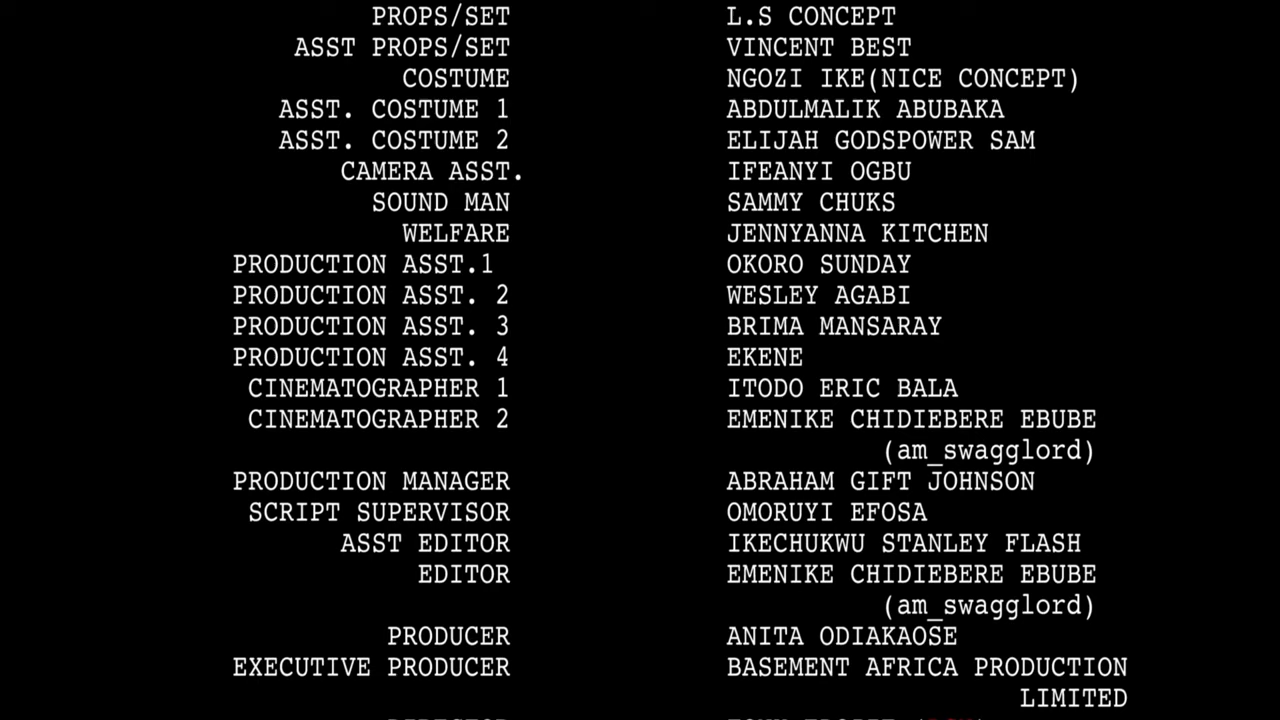 PROPS/SET L.S CONCEPT
ASST PROPS/SET VINCENT BEST
COSTUME NGOZI IKE(NICE CONCEPT)
ASST. COSTUME 1 ABDULMALIK ABUBAKA
ASST. COSTUME 2 ELIJAH GODSPOWER SAM
CAMERA ASST. IFEANYI OGBU
SOUND MAN SAMMY CHUKS
WELFARE JENNYANNA KITCHEN
PRODUCTION ASST.1 OKORO SUNDAY
PRODUCTION ASST. 2 WESLEY AGABI
PRODUCTION ASST. 3 BRIMA MANSARAY
PRODUCTION ASST. 4 EKENE
CINEMATOGRAPHER 1 ITODO ERIC BALA
CINEMATOGRAPHER 2 EMENIKE CHIDIEBERE EBUBE
(am_swagglord)
PRODUCTION MANAGER ABRAHAM GIFT JOHNSON
SCRIPT SUPERVISOR OMORUYI EFOSA
ASST EDITOR IKECHUKWU STANLEY FLASH
EDITOR EMENIKE CHIDIEBERE EBUBE
(am_swagglord)
PRODUCER ANITA ODIAKAOSE
EXECUTIVE PRODUCER BASEMENT AFRICA PRODUCTION
LIMITED